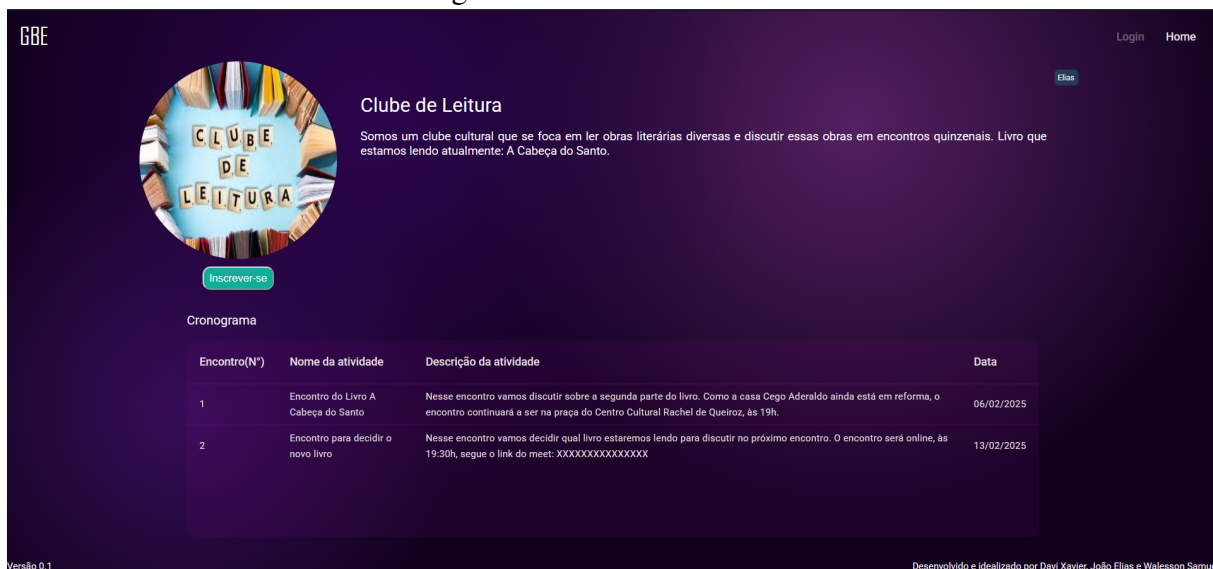 GBE
Login Home
Elias
CLUBE
DE
LEITURA
Clube de Leitura
Somos um clube cultural que se foca em ler obras literárias diversas e discutir essas obras em encontros quinzenais. Livro que
estamos lendo atualmente: A Cabeça do Santo.
Inscrever-se
Cronograma
Encontro(N°) Nome da atividade Descrição da atividade Data
1
Encontro do Livro A
Cabeça do Santo
Nesse encontro vamos discutir sobre a segunda parte do livro. Como a casa Cego Aderaldo ainda está em reforma, o
encontro continuará a ser na praça do Centro Cultural Rachel de Queiroz, às 19h.
06/02/2025
2
Encontro para decidir o
novo livro
Nesse encontro vamos decidir qual livro estaremos lendo para discutir no próximo encontro. O encontro será online, às
19:30h, segue o link do meet: XXXXXXXXXXXXXXX
13/02/2025
Versão 0.1
Desenvolvido e idealizado por Davi Xavier, João Elias e Walesson Samu